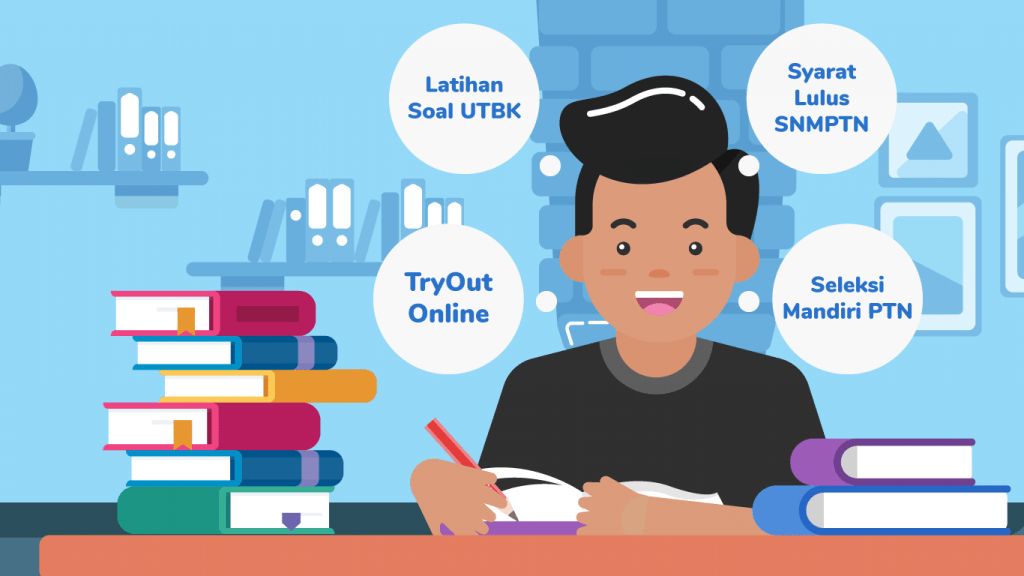 Latihan
Soal UTBK
Syarat
Lulus
SNMPTN
TryOut
Online
Seleksi
Mandiri PTN